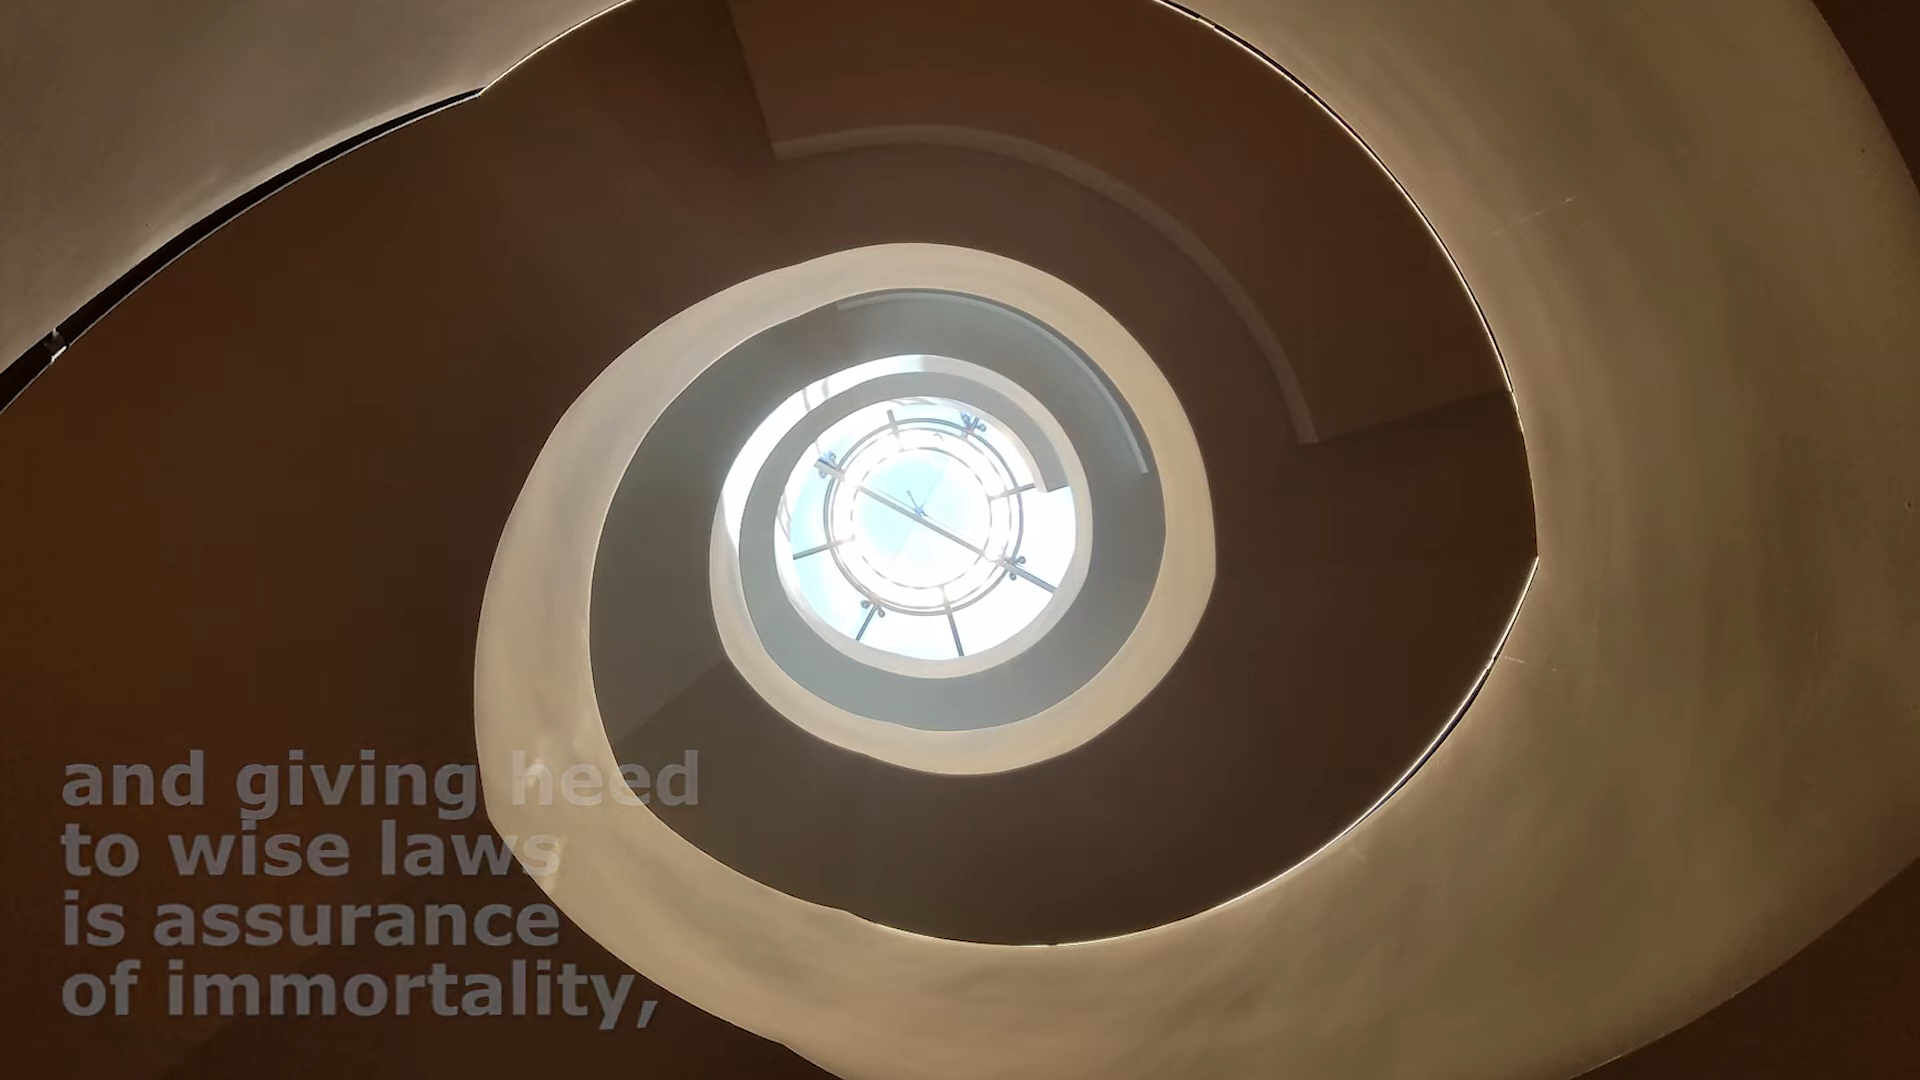 and giving heed
to wise laws
is assurance
of immortality,